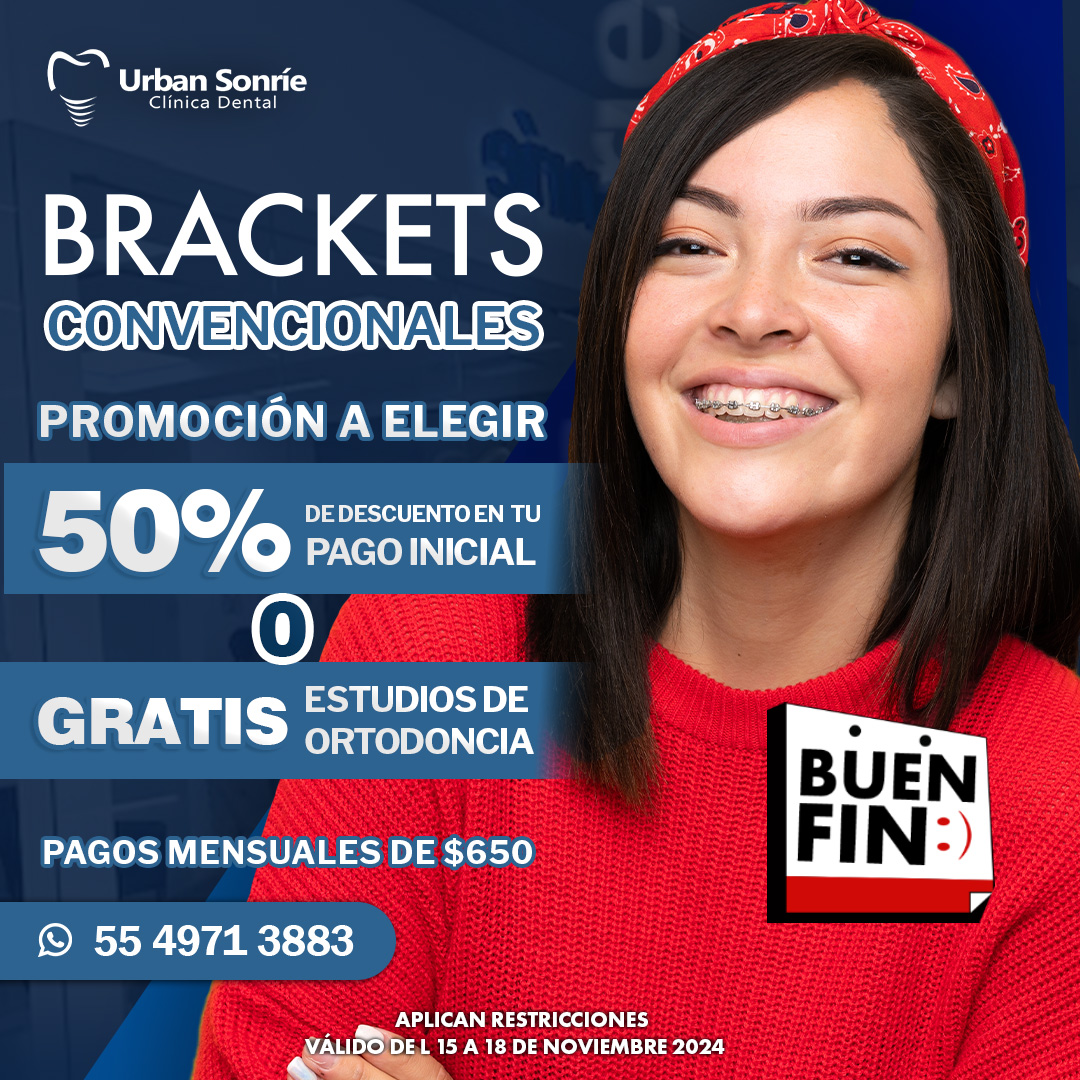 Urban Sonríe
Clínica Dental
BRACKETS
CONVENCIONALES
PROMOCIÓN A ELEGIR
50% DE DESCUENTO EN TU
PAGO INICIAL
O
GRATIS ESTUDIOS DE
ORTODONCIA
PAGOS MENSUALES DE $650
55 4971 3883
BUEN
FIN :)
APLICAN RESTRICCIONES
VÁLIDO DE L 15 A 18 DE NOVIEMBRE 2024